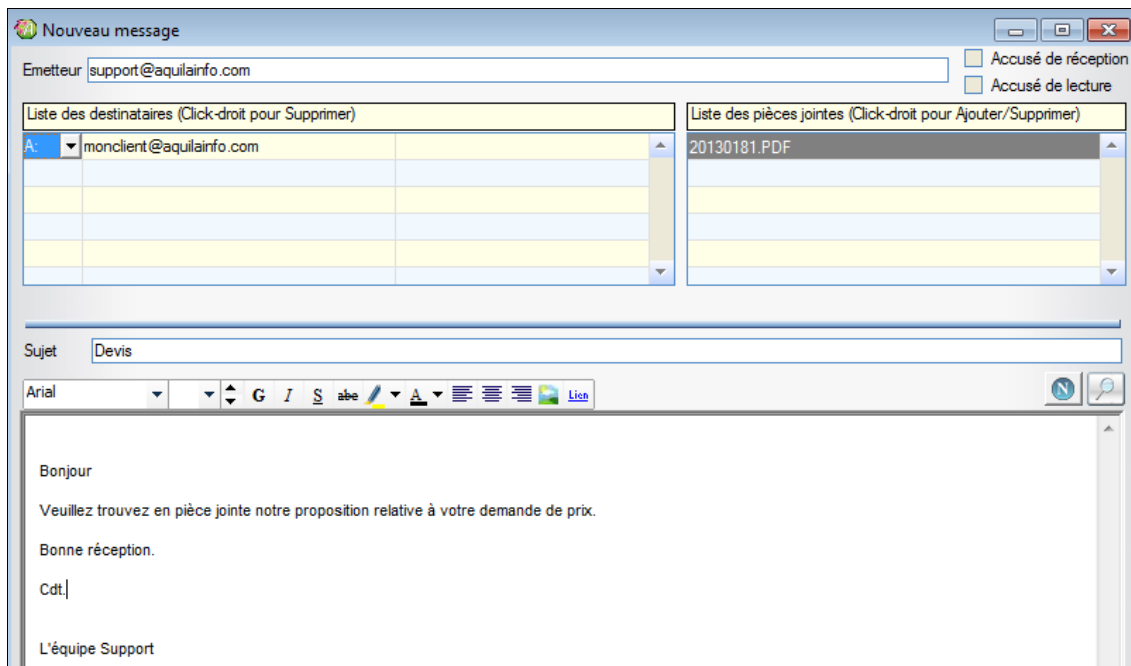 Nouveau message
Emetteur support@aquilainfo.com
Accusé de réception
Accusé de lecture
Liste des destinataires (Click-droit pour Supprimer)
Liste des pièces jointes (Click-droit pour Ajouter/Supprimer)
A: monclient@aquilainfo.com
20130181.PDF
Sujet Devis
Arial G I S abc A Lien
N
Bonjour
Veuillez trouvez en pièce jointe notre proposition relative à votre demande de prix.
Bonne réception.
Cdt.
L'équipe Support